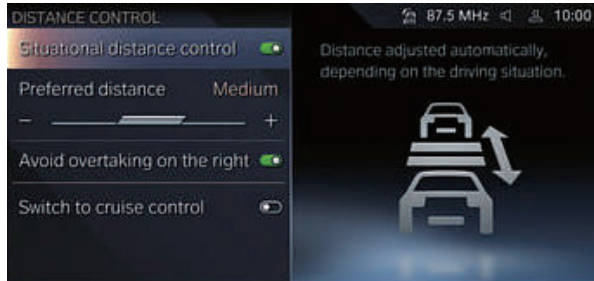 DISTANCE CONTROL
87.5 MHz
10:00
Situational distance control
Distance adjusted automatically,
depending on the driving situation.
Preferred distance
Medium
−
+
Avoid overtaking on the right
Switch to cruise control